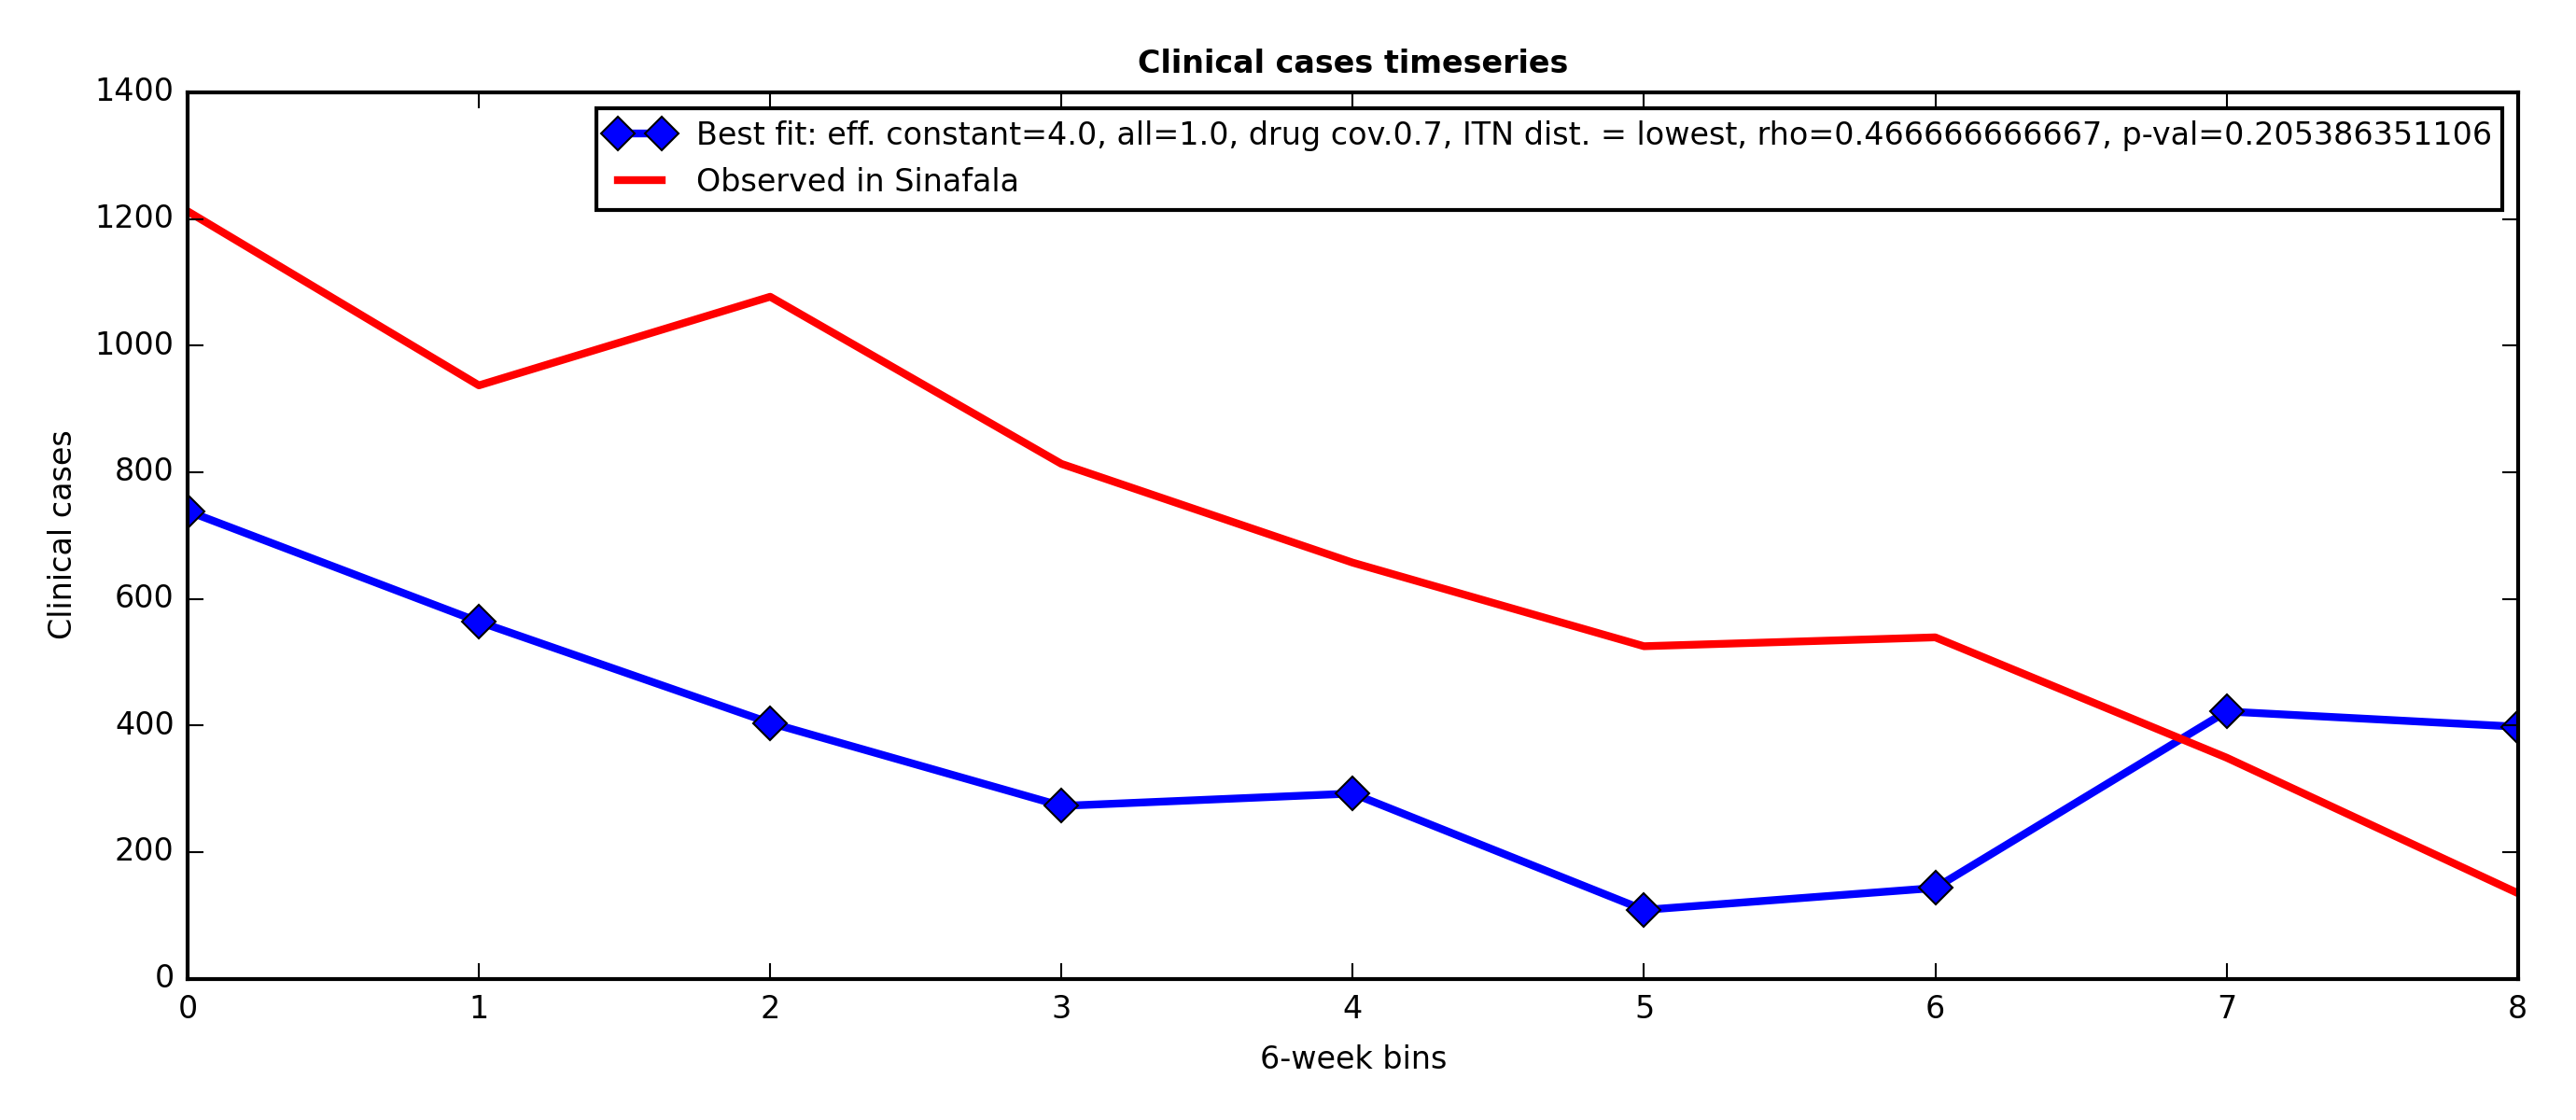 Clinical cases timeseries
1400
1200
1000
800
600
400
200
0
Clinical cases
Best fit: eff. constant=4.0, all=1.0, drug cov.0.7, ITN dist. = lowest, rho=0.466666666667, p-val=0.205386351106
Observed in Sinafala
0 1 2 3 4 5 6 7 8
6-week bins